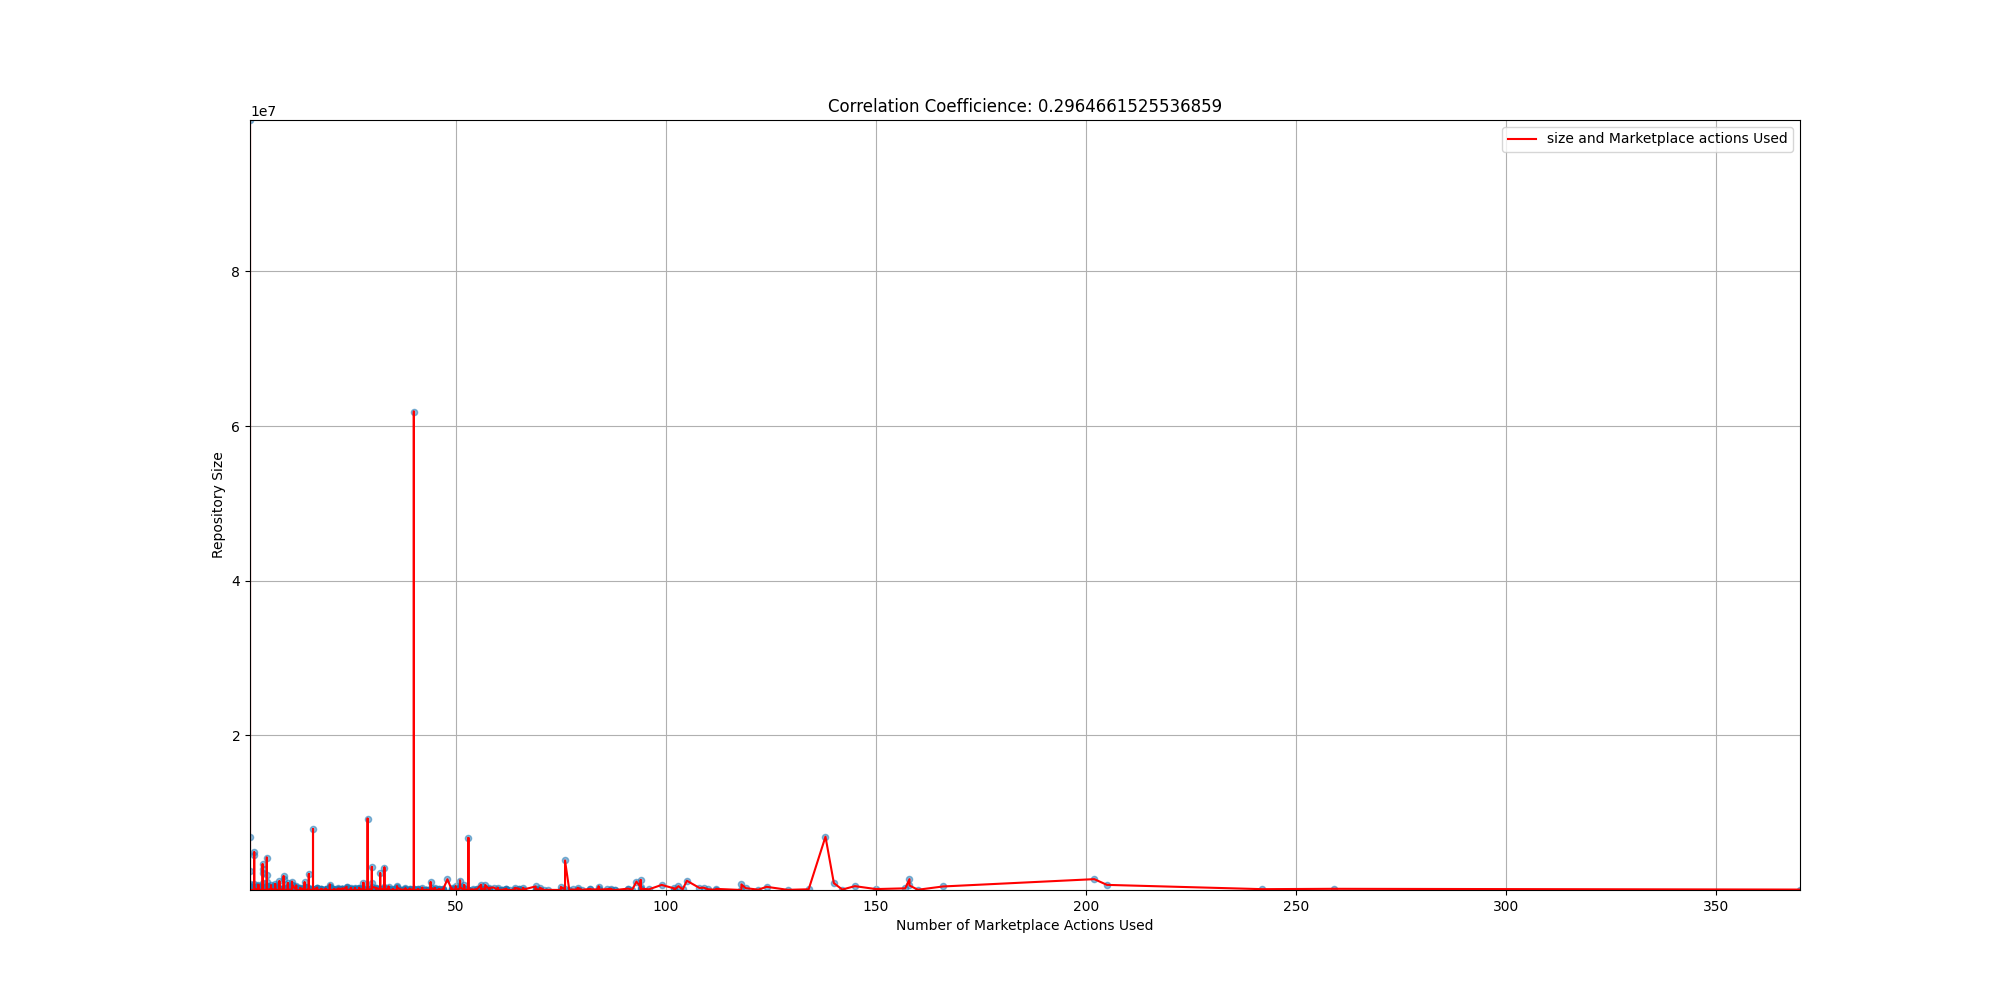 Correlation Coefficience: 0.2964661525536859
1e7
size and Marketplace actions Used
8
6
4
2
Repository Size
50 100 150 200 250 300 350
Number of Marketplace Actions Used